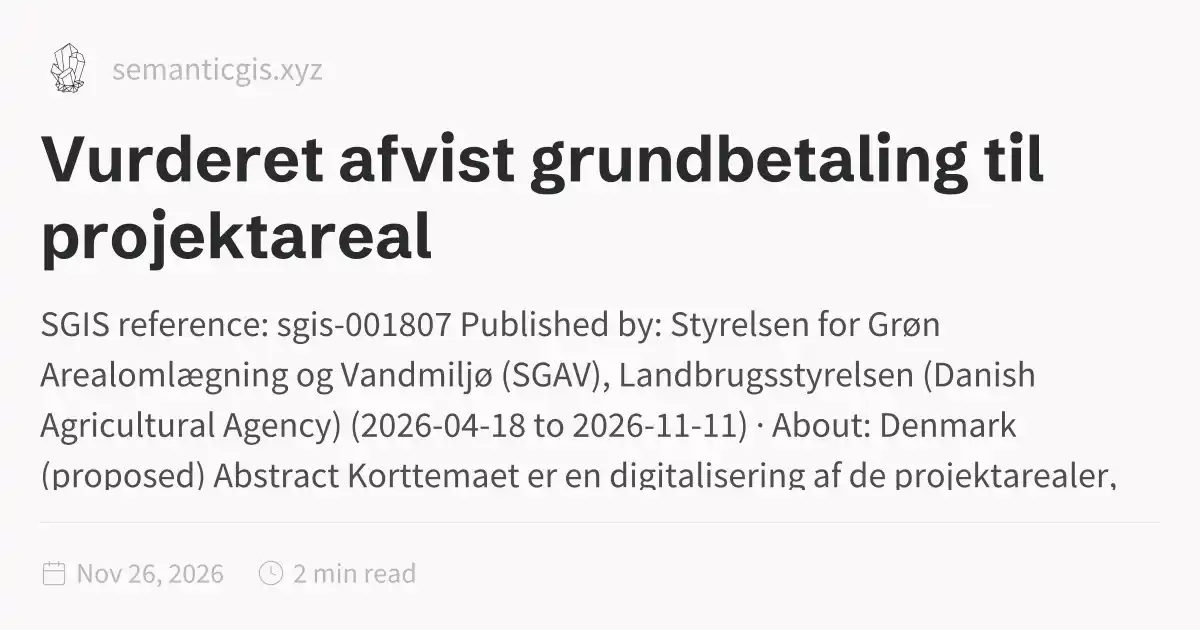 semanticgis.xyz
Vurderet afvist grundbetaling til
projektareal
SGIS reference: sgis-001807 Published by: Styrelsen for Grøn
Arealomlægning og Vandmiljø (SGAV), Landbrugsstyrelsen (Danish
Agricultural Agency) (2026-04-18 to 2026-11-11) · About: Denmark
(proposed) Abstract Korttemaet er en digitalisering af de projektarealer,
Nov 26, 2026
2 min read